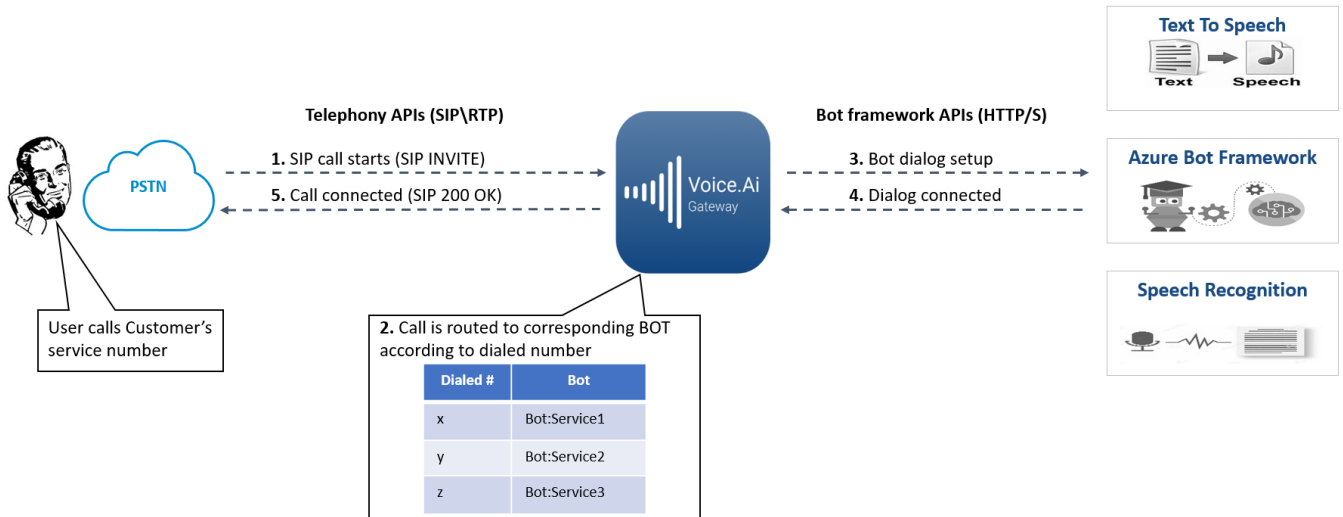 Text To Speech
Text
Speech
Telephony APIs (SIP\RTP)
Bot framework APIs (HTTP/S)
1. SIP call starts (SIP INVITE)
3. Bot dialog setup
Azure Bot Framework
PSTN
5. Call connected (SIP 200 OK)
Voice.Ai
Gateway
4. Dialog connected
Speech Recognition
User calls Customer's
service number
2. Call is routed to corresponding BOT
according to dialed number
Dialed # Bot
x Bot:Service1
y Bot:Service2
z Bot:Service3